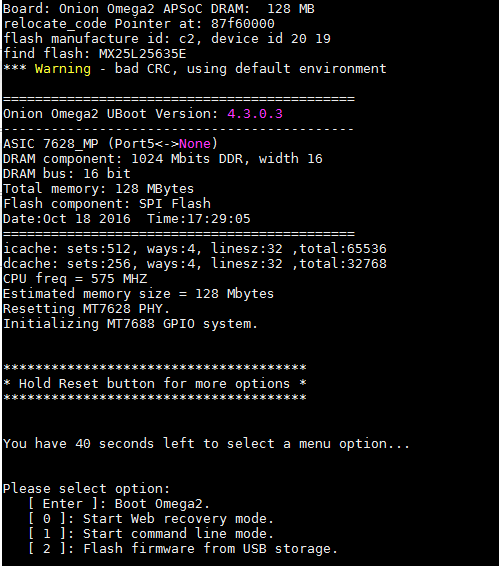 Board: Onion Omega2 APSoC DRAM:  128 MB
relocate_code Pointer at: 87f60000
flash manufacture id: c2, device id 20 19
find flash: MX25L25635E
*** Warning - bad CRC, using default environment
============================================
Onion Omega2 UBoot Version: 4.3.0.3
--------------------------------------------
ASIC 7628_MP (Port5<->None)
DRAM component: 1024 Mbits DDR, width 16
DRAM bus: 16 bit
Total memory: 128 MBytes
Flash component: SPI Flash
Date:Oct 18 2016  Time:17:29:05
============================================
icache: sets:512, ways:4, linesz:32 ,total:65536
dcache: sets:256, ways:4, linesz:32 ,total:32768
CPU freq = 575 MHZ
Estimated memory size = 128 Mbytes
Resetting MT7628 PHY.
Initializing MT7688 GPIO system.
**************************************
* Hold Reset button for more options *
**************************************
You have 40 seconds left to select a menu option...
Please select option:
   [ Enter ]: Boot Omega2.
   [ 0 ]: Start Web recovery mode.
   [ 1 ]: Start command line mode.
   [ 2 ]: Flash firmware from USB storage.